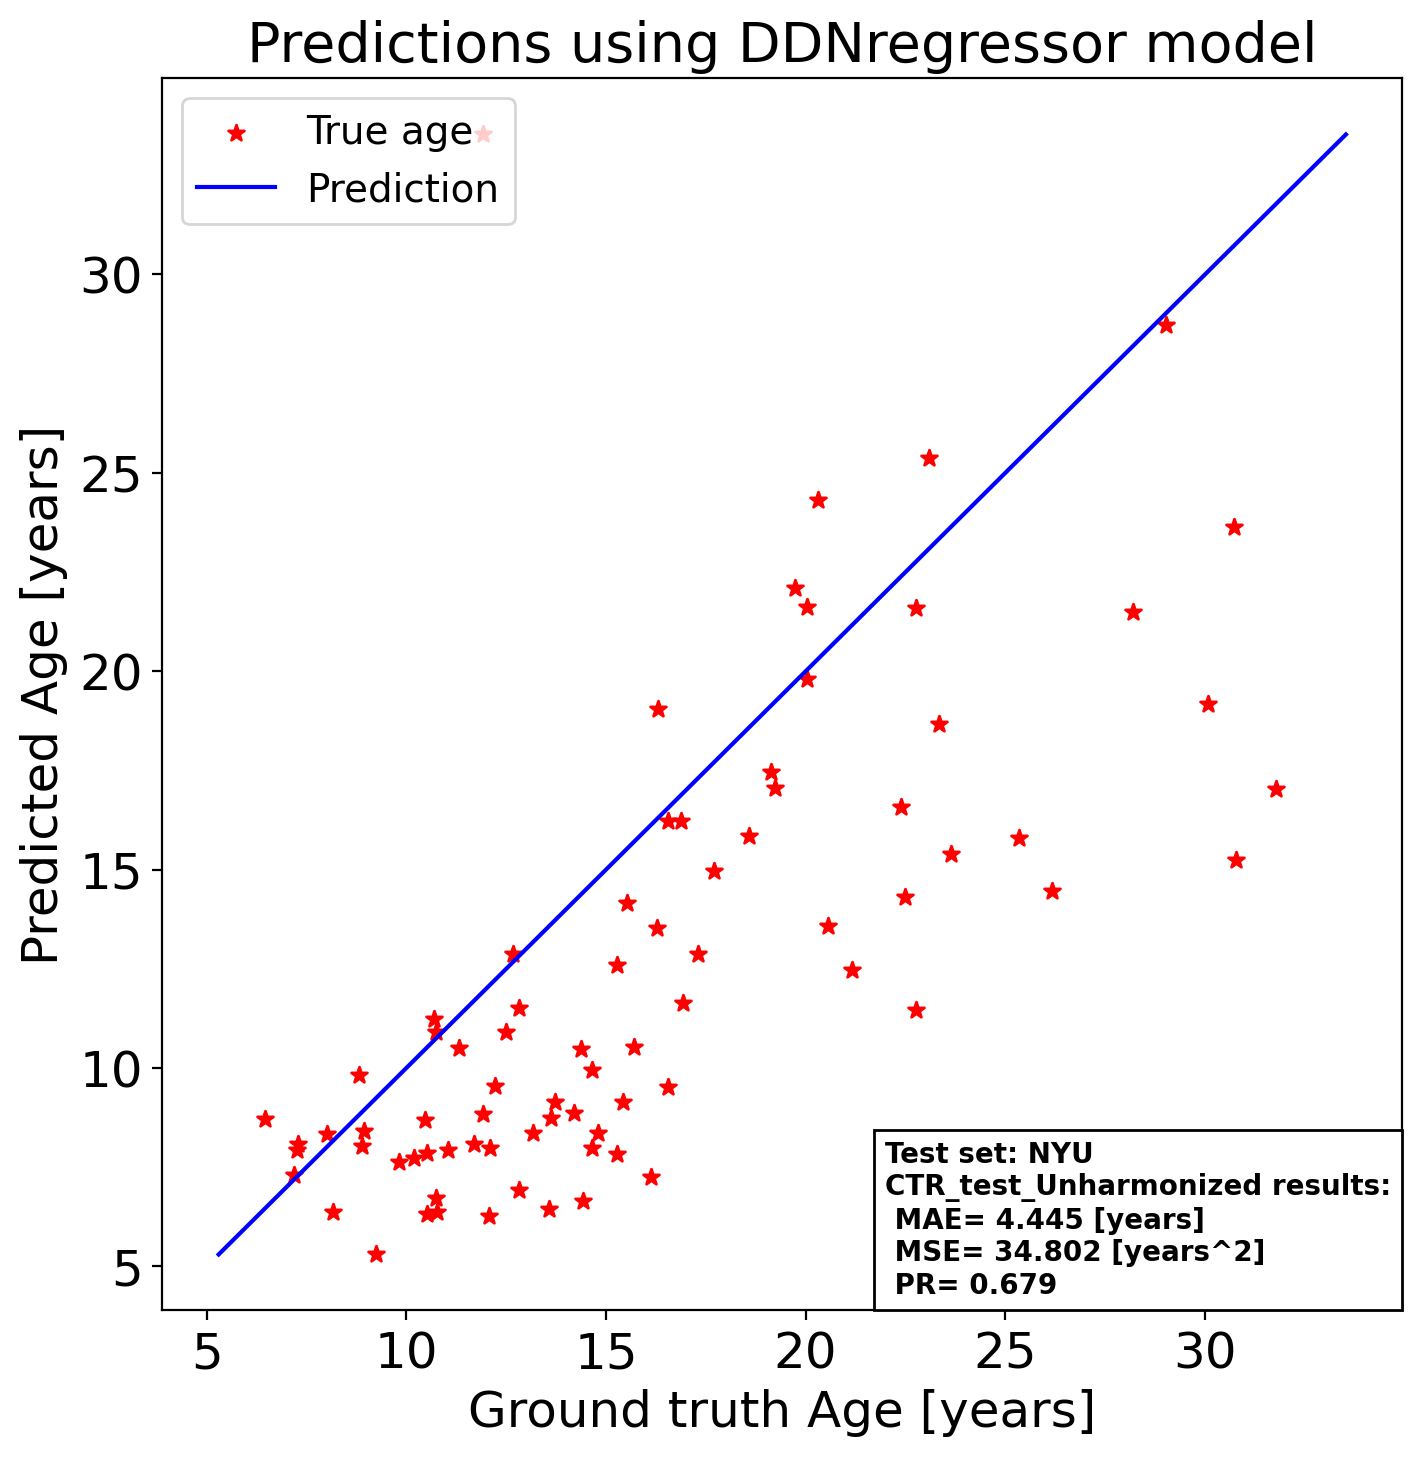 Predictions using DDNregressor model
True age
Prediction
Predicted Age [years]
30
25
20
15
10
5
Test set: NYU
CTR_test_Unharmonized results:
MAE= 4.445 [years]
MSE= 34.802 [years^2]
PR= 0.679
5 10 15 20 25 30
Ground truth Age [years]